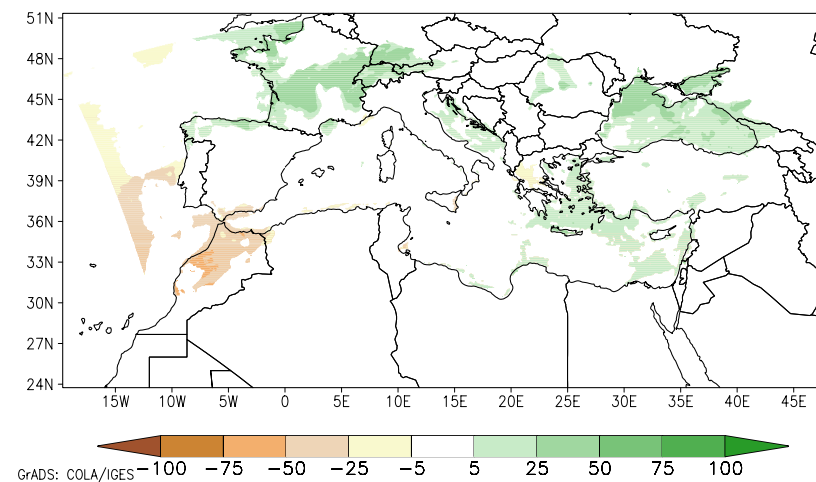 51N
48N
45N
42N
39N
36N
33N
30N
27N
24N
15W 10W 5W 0 5E 10E 15E 20E 25E 30E 35E 40E 45E
−100 −75 −50 −25 −5 5 25 50 75 100
GrADS: COLA/IGES